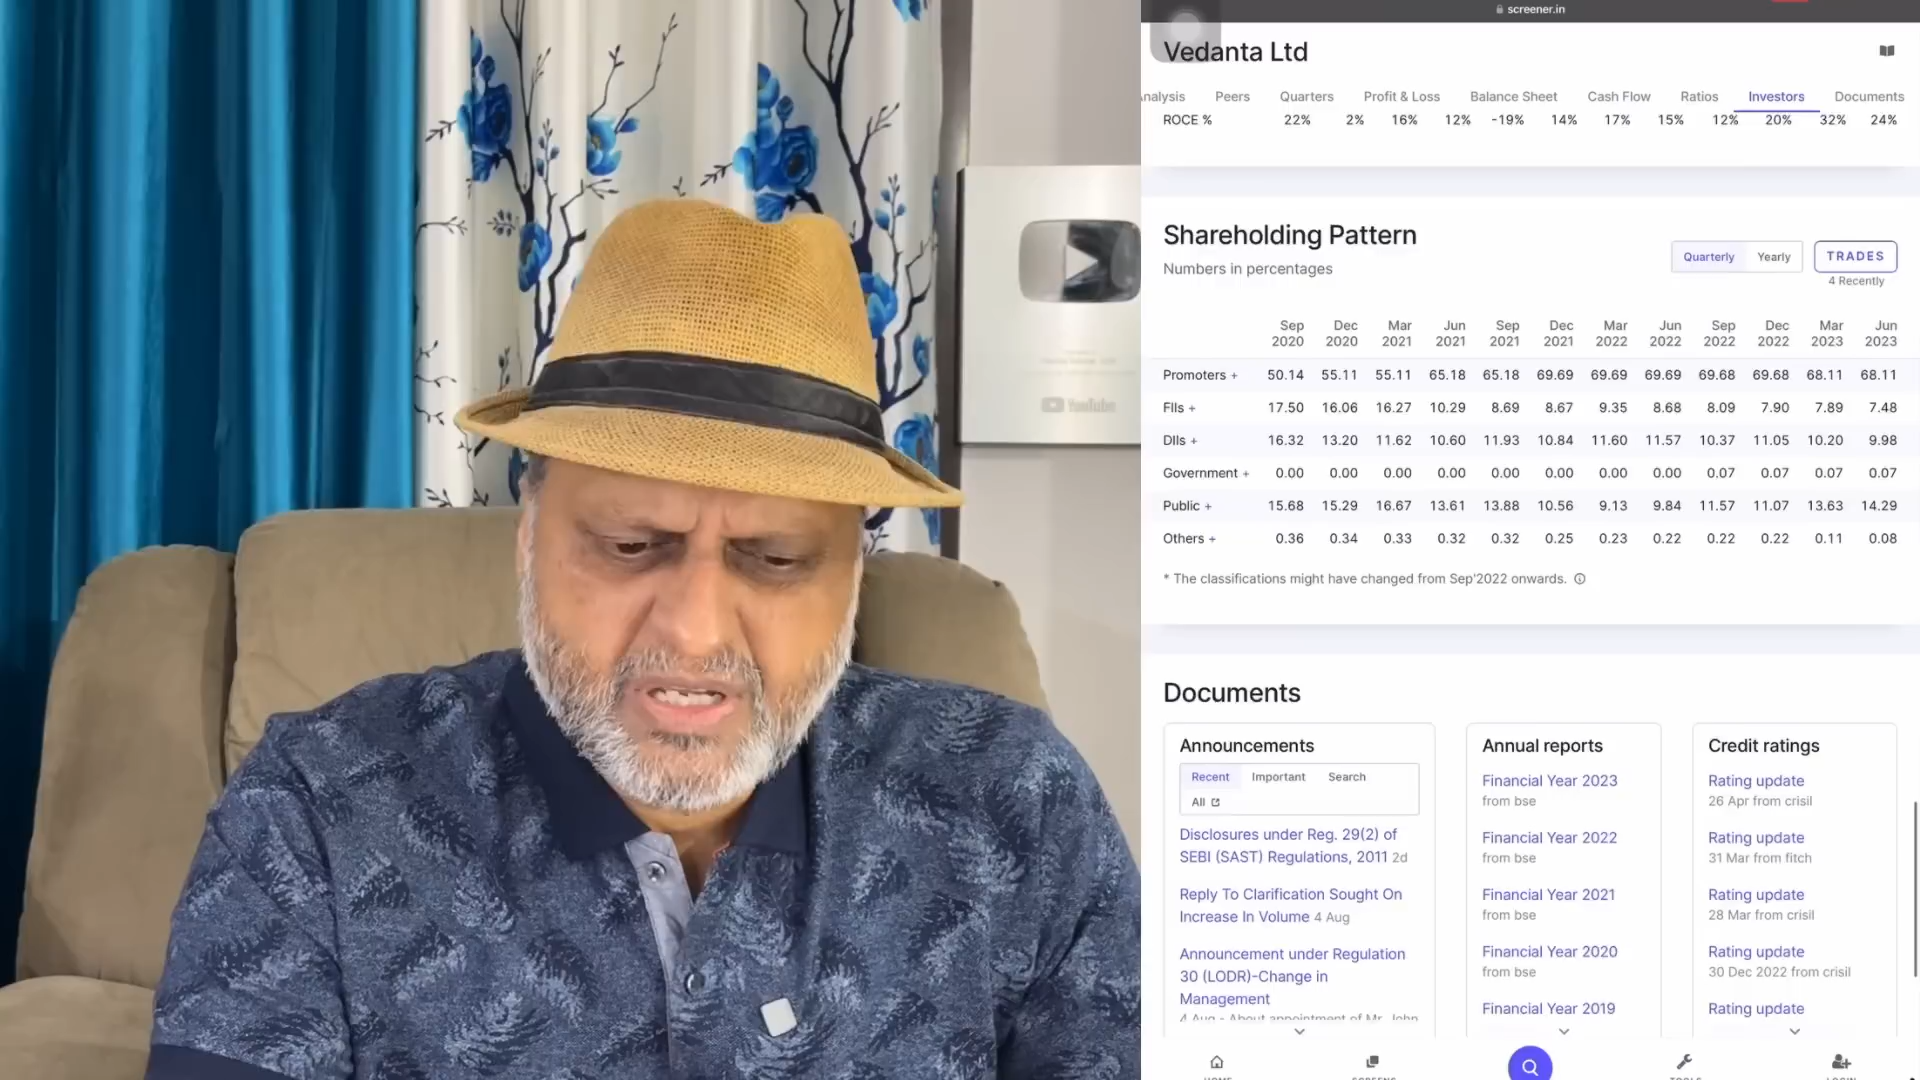 screener.in
Vedanta Ltd
nalysis Peers Quarters Profit & Loss Balance Sheet Cash Flow Ratios Investors Documents
ROCE % 22% 2% 16% 12% -19% 14% 17% 15% 12% 20% 32% 24%
Shareholding Pattern
Numbers in percentages
Quarterly Yearly
TRADES
4 Recently
Sep Dec Mar Jun Sep Dec Mar Jun Sep Dec Mar Jun
2020 2020 2021 2021 2021 2021 2022 2022 2022 2022 2023 2023
Promoters + 50.14 55.11 55.11 65.18 65.18 69.69 69.69 69.69 69.68 69.68 68.11 68.11
FIIs + 17.50 16.06 16.27 10.29 8.69 8.67 9.35 8.68 8.09 7.90 7.89 7.48
DIIs + 16.32 13.20 11.62 10.60 11.93 10.84 11.60 11.57 10.37 11.05 10.20 9.98
Government + 0.00 0.00 0.00 0.00 0.00 0.00 0.00 0.00 0.07 0.07 0.07 0.07
Public + 15.68 15.29 16.67 13.61 13.88 10.56 9.13 9.84 11.57 11.07 13.63 14.29
Others + 0.36 0.34 0.33 0.32 0.32 0.25 0.23 0.22 0.22 0.22 0.11 0.08
* The classifications might have changed from Sep'2022 onwards.
Documents
Announcements
Recent Important Search
All
Disclosures under Reg. 29(2) of
SEBI (SAST) Regulations, 2011 2d
Reply To Clarification Sought On
Increase In Volume 4 Aug
Announcement under Regulation
30 (LODR)-Change in
Management
4 Aug - About appointment of Mr. John
Annual reports
Financial Year 2023
from bse
Financial Year 2022
from bse
Financial Year 2021
from bse
Financial Year 2020
from bse
Financial Year 2019
Credit ratings
Rating update
26 Apr from crisil
Rating update
31 Mar from fitch
Rating update
28 Mar from crisil
Rating update
30 Dec 2022 from crisil
Rating update
HOME SCREENS TOOLS LOGIN
YouTube